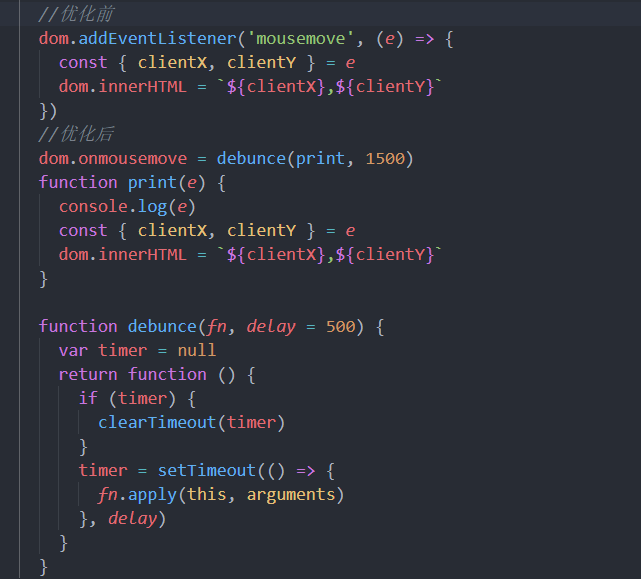 //优化前
dom.addEventListener('mousemove', (e) => {
  const { clientX, clientY } = e
  dom.innerHTML = `${clientX},${clientY}`
})
//优化后
dom.onmousemove = debunce(print, 1500)
function print(e) {
  console.log(e)
  const { clientX, clientY } = e
  dom.innerHTML = `${clientX},${clientY}`
}

function debunce(fn, delay = 500) {
  var timer = null
  return function () {
    if (timer) {
      clearTimeout(timer)
    }
    timer = setTimeout(() => {
      fn.apply(this, arguments)
    }, delay)
  }
}